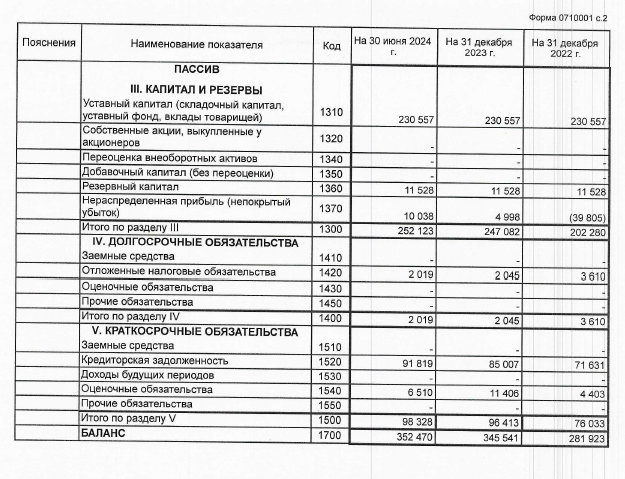 Форма 0710001 с.2
Пояснения Наименование показателя Код На 30 июня 2024 г. На 31 декабря 2023 г. На 31 декабря 2022 г.
ПАССИВ
III. КАПИТАЛ И РЕЗЕРВЫ
Уставный капитал (складочный капитал,
уставный фонд, вклады товарищей) 1310 230 557 230 557 230 557
Собственные акции, выкупленные у
акционеров 1320 - - -
Переоценка внеоборотных активов 1340 - - -
Добавочный капитал (без переоценки) 1350 - - -
Резервный капитал 1360 11 528 11 528 11 528
Нераспределенная прибыль (непокрытый
убыток) 1370 10 038 4 998 (39 805)
Итого по разделу III 1300 252 123 247 082 202 280
IV. ДОЛГОСРОЧНЫЕ ОБЯЗАТЕЛЬСТВА
Заемные средства 1410 - - -
Отложенные налоговые обязательства 1420 2 019 2 045 3 610
Оценочные обязательства 1430 - - -
Прочие обязательства 1450 - - -
Итого по разделу IV 1400 2 019 2 045 3 610
V. КРАТКОСРОЧНЫЕ ОБЯЗАТЕЛЬСТВА
Заемные средства 1510 - - -
Кредиторская задолженность 1520 91 819 85 007 71 631
Доходы будущих периодов 1530 - - -
Оценочные обязательства 1540 6 510 11 406 4 403
Прочие обязательства 1550 - - -
Итого по разделу V 1500 98 328 96 413 76 033
БАЛАНС 1700 352 470 345 541 281 923